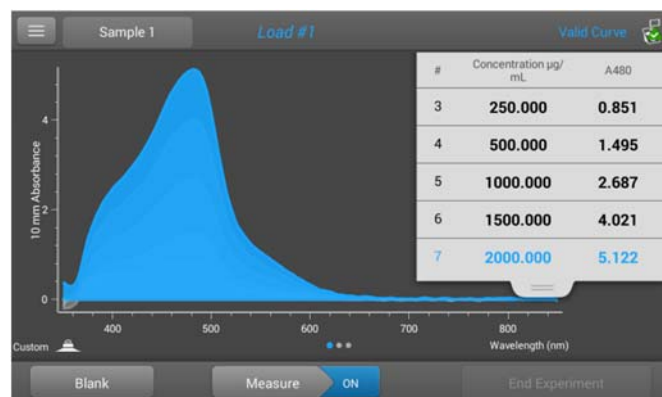 Sample 1
Load #1
Valid Curve
# Concentration µg/
mL A480
3 250.000 0.851
4 500.000 1.495
5 1000.000 2.687
6 1500.000 4.021
7 2000.000 5.122
10 mm Absorbance
4
2
0
400 500 600 700 800
Custom
Wavelength (nm)
Blank
Measure ON
End Experiment